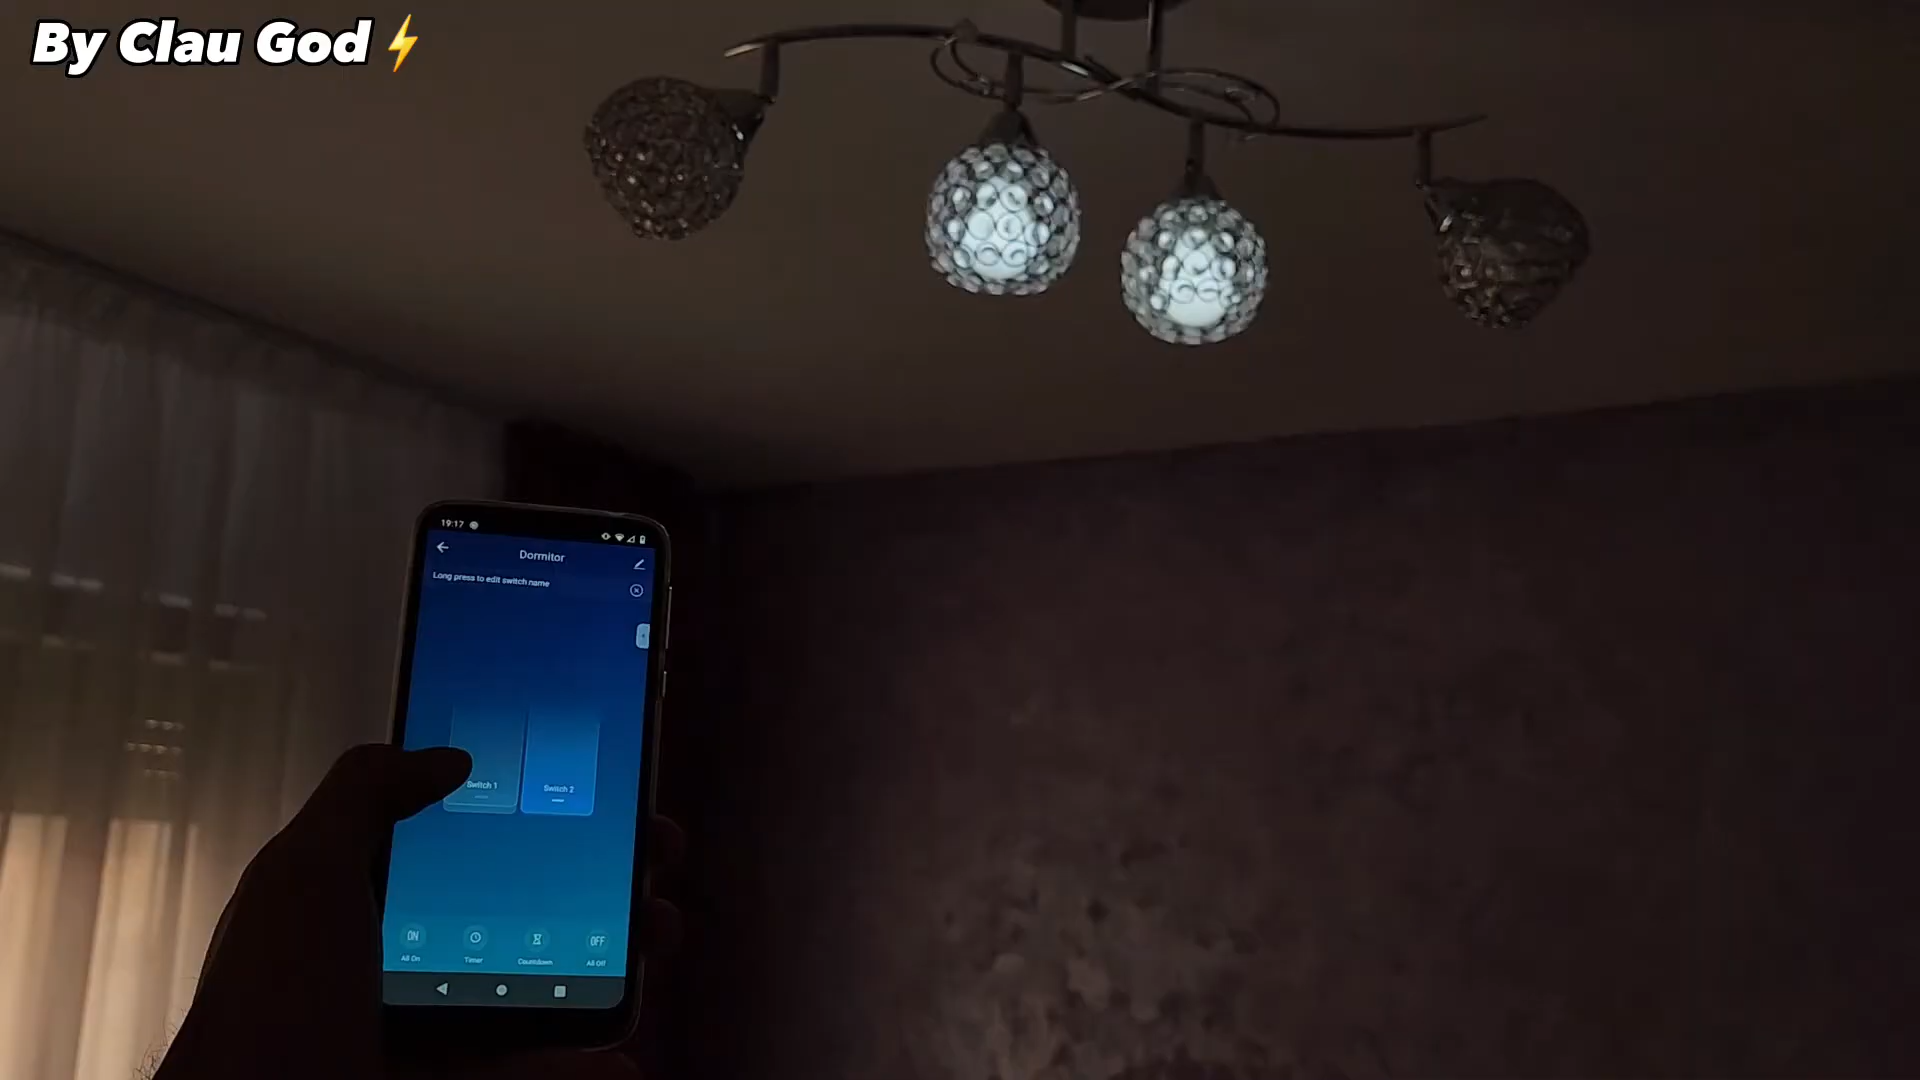 By Clau God⚡
19:17
Dormitor
Long press to edit switch name
Switch 1
Switch 2
ON
OFF
All On
Timer
Countdown
All Off